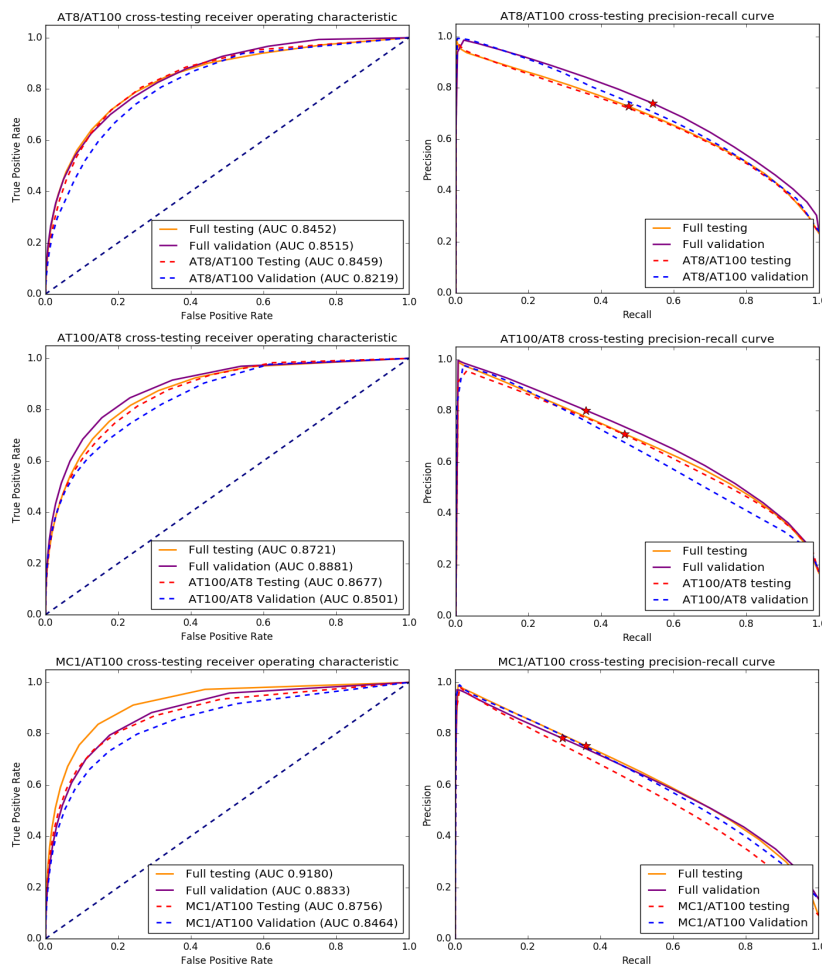 AT8/AT100 cross-testing receiver operating characteristic
1.0
0.8
0.6
0.4
0.2
0.0
True Positive Rate
Full testing (AUC 0.8452)
Full validation (AUC 0.8515)
AT8/AT100 Testing (AUC 0.8459)
AT8/AT100 Validation (AUC 0.8219)
0.0 0.2 0.4 0.6 0.8 1.0
False Positive Rate
AT8/AT100 cross-testing precision-recall curve
1.0
0.8
0.6
0.4
0.2
0.0
Precision
Full testing
Full validation
AT8/AT100 testing
AT8/AT100 validation
0.0 0.2 0.4 0.6 0.8 1.0
Recall
AT100/AT8 cross-testing receiver operating characteristic
1.0
0.8
0.6
0.4
0.2
0.0
True Positive Rate
Full testing (AUC 0.8721)
Full validation (AUC 0.8881)
AT100/AT8 Testing (AUC 0.8677)
AT100/AT8 Validation (AUC 0.8501)
0.0 0.2 0.4 0.6 0.8 1.0
False Positive Rate
AT100/AT8 cross-testing precision-recall curve
1.0
0.8
0.6
0.4
0.2
0.0
Precision
Full testing
Full validation
AT100/AT8 testing
AT100/AT8 validation
0.0 0.2 0.4 0.6 0.8 1.0
Recall
MC1/AT100 cross-testing receiver operating characteristic
1.0
0.8
0.6
0.4
0.2
0.0
True Positive Rate
Full testing (AUC 0.9180)
Full validation (AUC 0.8833)
MC1/AT100 Testing (AUC 0.8756)
MC1/AT100 Validation (AUC 0.8464)
0.0 0.2 0.4 0.6 0.8 1.0
False Positive Rate
MC1/AT100 cross-testing precision-recall curve
1.0
0.8
0.6
0.4
0.2
0.0
Precision
Full testing
Full validation
MC1/AT100 testing
MC1/AT100 Validation
0.0 0.2 0.4 0.6 0.8 1.0
Recall